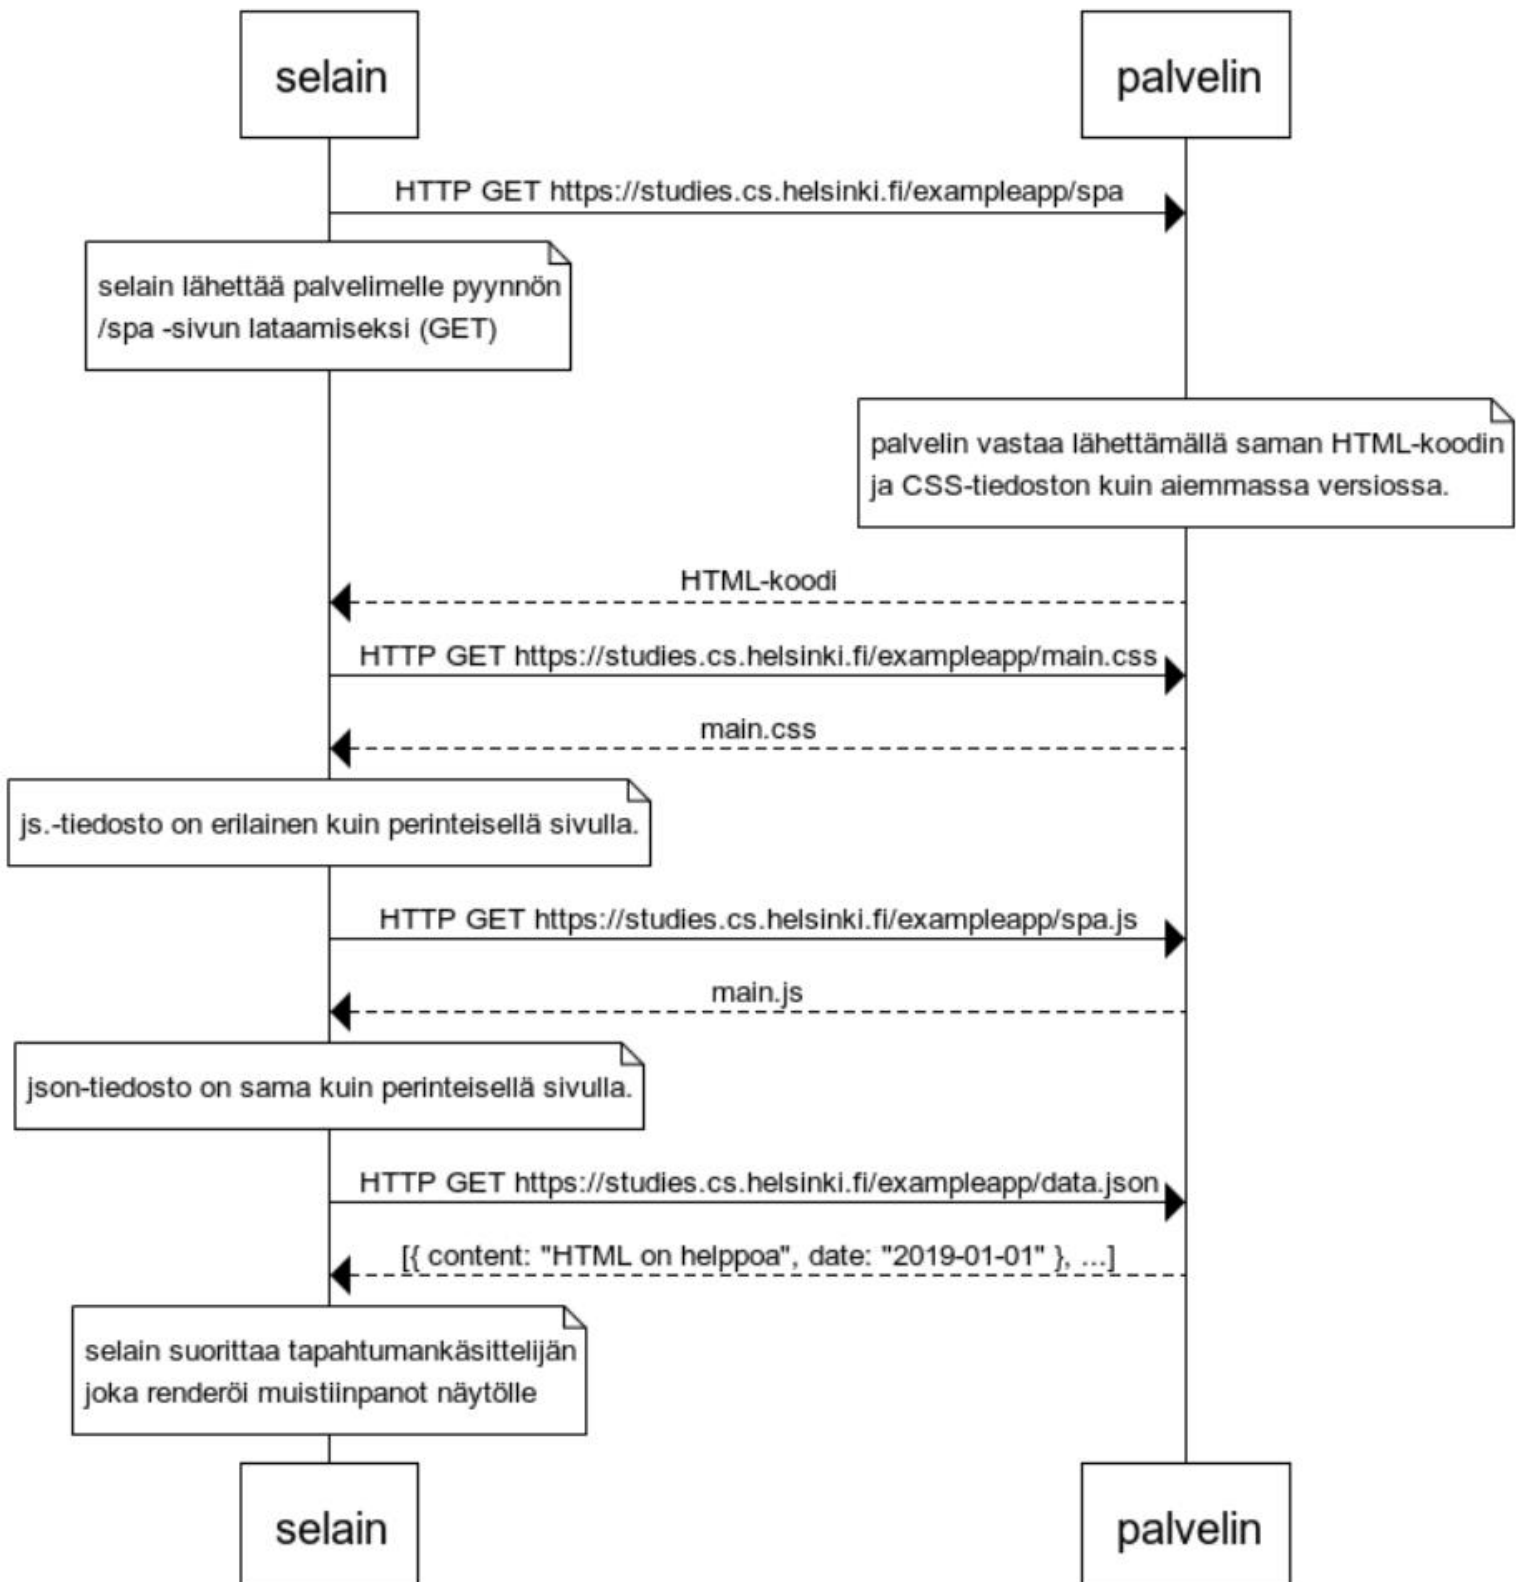 selain
palvelin
HTTP GET https://studies.cs.helsinki.fi/exampleapp/spa
selain lähettää palvelimelle pyynnön
/spa -sivun lataamiseksi (GET)
palvelin vastaa lähettämällä saman HTML-koodin
ja CSS-tiedoston kuin aiemmassa versiossa.
HTML-koodi
HTTP GET https://studies.cs.helsinki.fi/exampleapp/main.css
main.css
js.-tiedosto on erilainen kuin perinteisellä sivulla.
HTTP GET https://studies.cs.helsinki.fi/exampleapp/spa.js
main.js
json-tiedosto on sama kuin perinteisellä sivulla.
HTTP GET https://studies.cs.helsinki.fi/exampleapp/data.json
[{ content: "HTML on helppoa", date: "2019-01-01" }, ...]
selain suorittaa tapahtumankäsittelijän
joka renderöi muistiinpanot näytölle
selain
palvelin